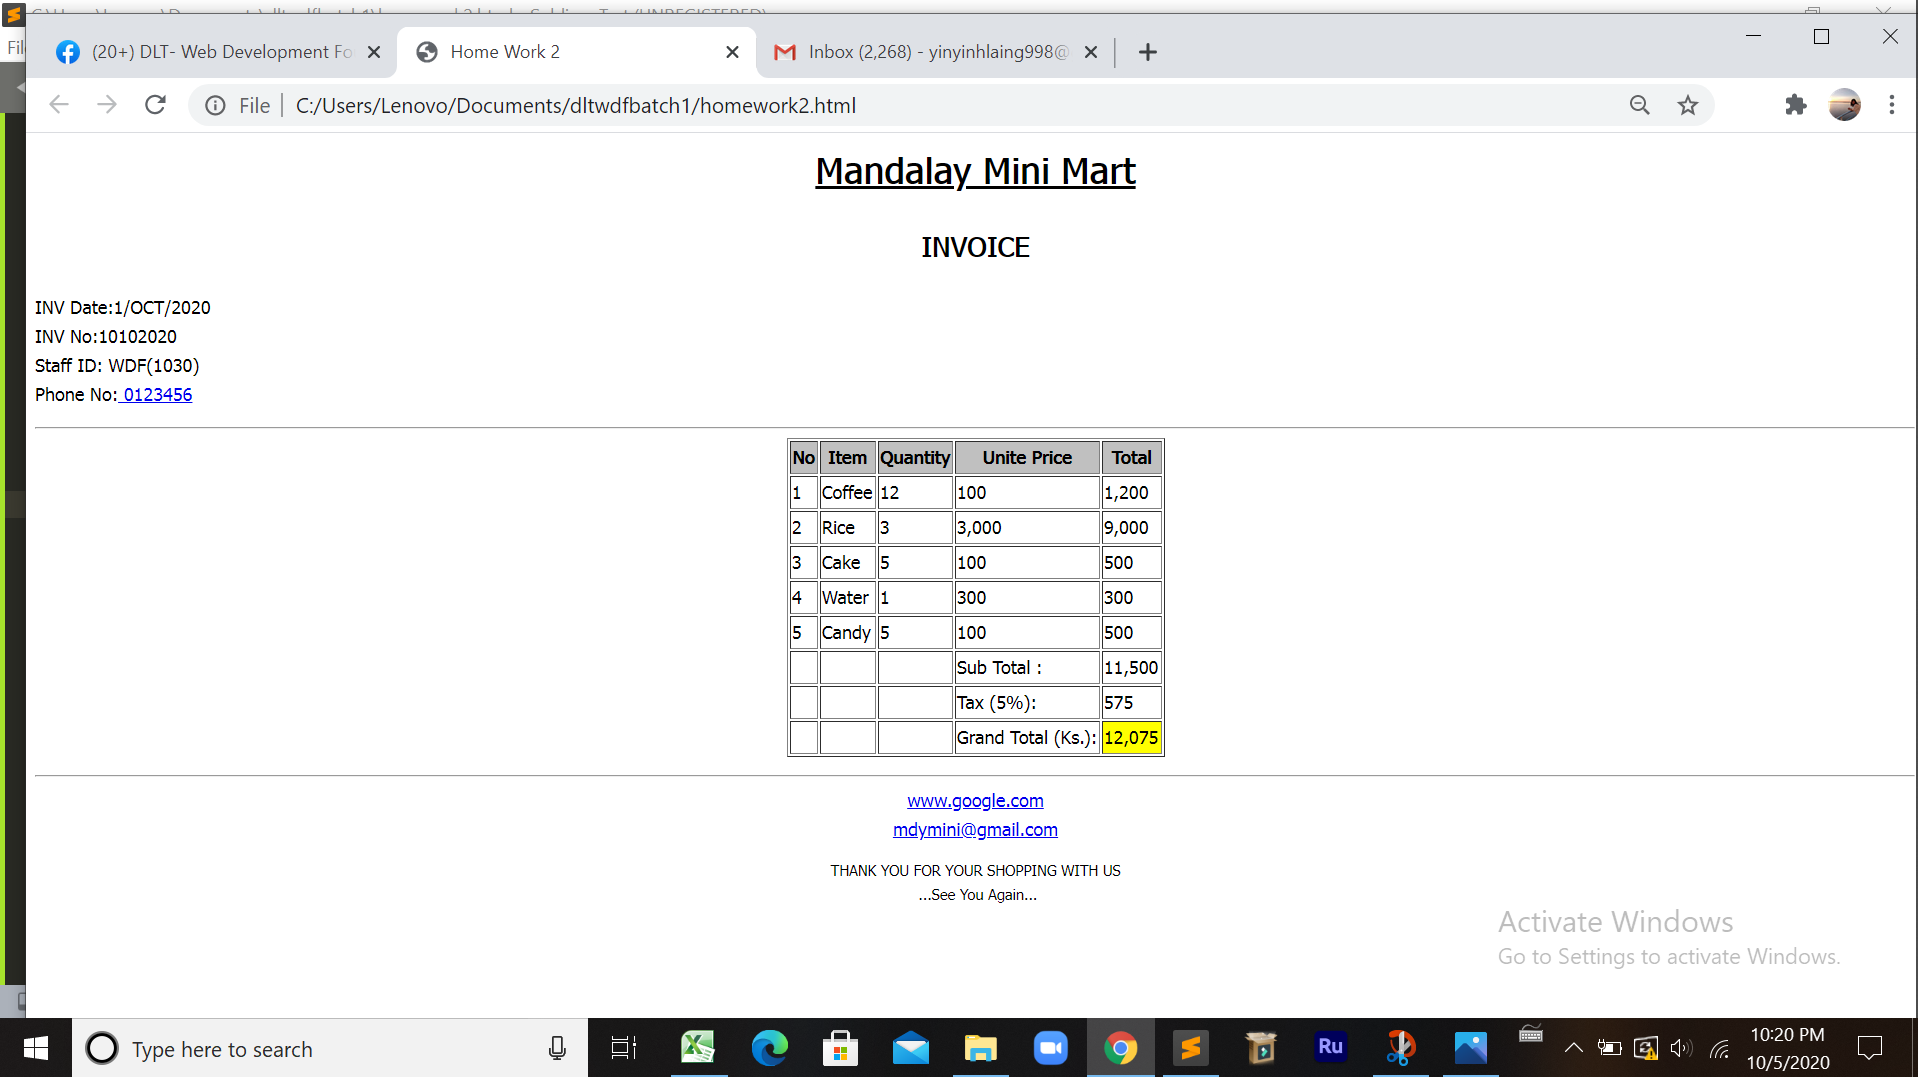 (20+) DLT- Web Development Fo
Home Work 2
Inbox (2,268) - yinyinhlaing998@
File
C:/Users/Lenovo/Documents/dltwdfbatch1/homework2.html
Mandalay Mini Mart
INVOICE
INV Date:1/OCT/2020
INV No:10102020
Staff ID: WDF(1030)
Phone No: 0123456
No Item Quantity Unite Price Total
1 Coffee 12 100 1,200
2 Rice 3 3,000 9,000
3 Cake 5 100 500
4 Water 1 300 300
5 Candy 5 100 500
Sub Total : 11,500
Tax (5%): 575
Grand Total (Ks.): 12,075
www.google.com
mdymini@gmail.com
THANK YOU FOR YOUR SHOPPING WITH US
...See You Again...
Activate Windows
Go to Settings to activate Windows.
Type here to search
Ru
10:20 PM
10/5/2020